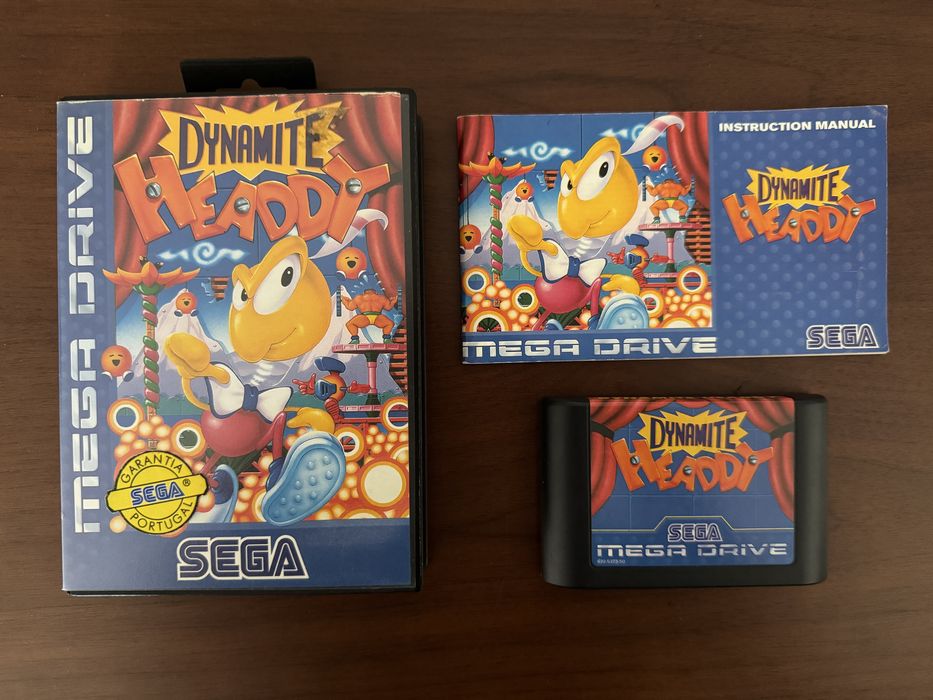 MEGA DRIVE
DYNAMITE
HEADDY
GARANTIA
SEGA®
PORTUGAL
SEGA
INSTRUCTION MANUAL
DYNAMITE
HEADDY
MEGA DRIVE
SEGA
DYNAMITE
HEADDY
SEGA
MEGA DRIVE